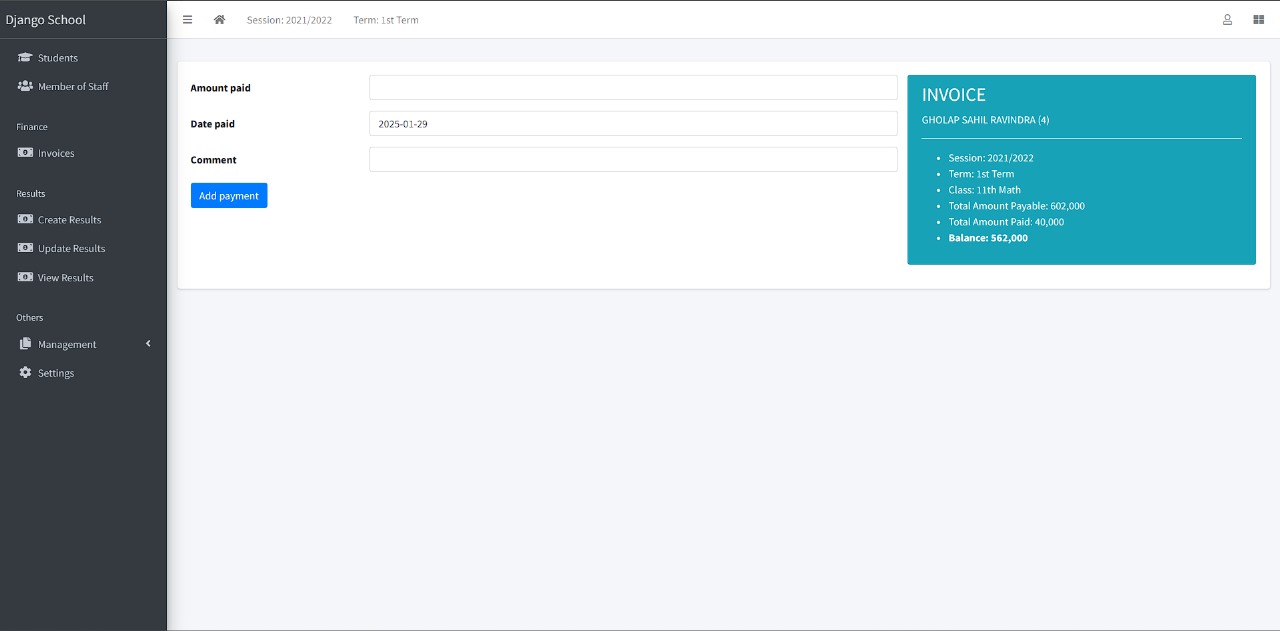 Django School
Session: 2021/2022 Term: 1st Term
Students
Member of Staff
Finance
Invoices
Results
Create Results
Update Results
View Results
Others
Management
Settings
Amount paid
Date paid 2025-01-29
Comment
Add payment
INVOICE
GHOLAP SAHIL RAVINDRA (4)
Session: 2021/2022
Term: 1st Term
Class: 11th Math
Total Amount Payable: 602,000
Total Amount Paid: 40,000
Balance: 562,000